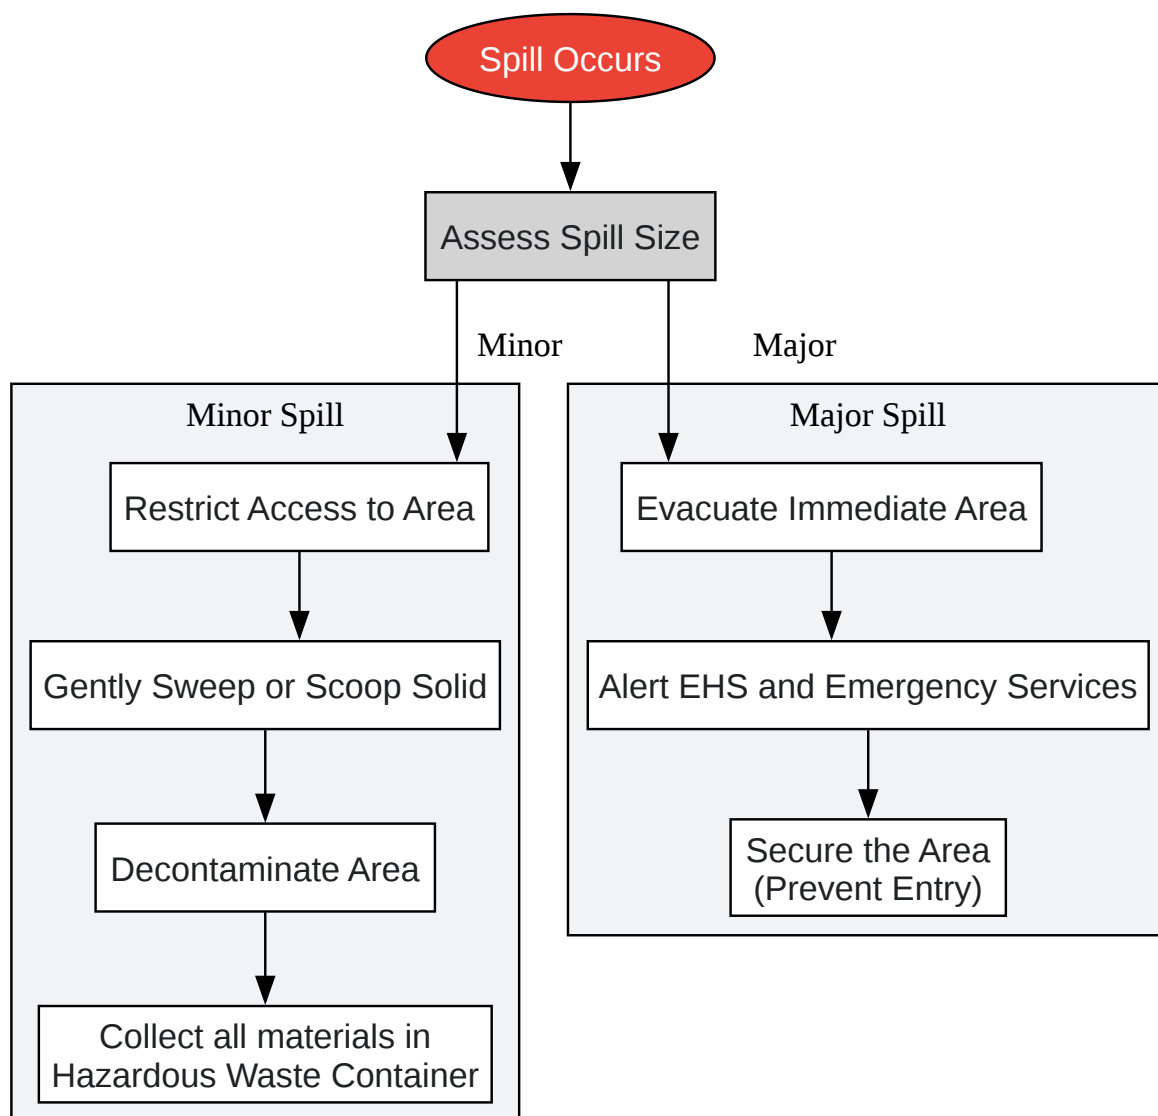 Spill Occurs
Assess Spill Size
Minor
Major
Minor Spill
Restrict Access to Area
Gently Sweep or Scoop Solid
Decontaminate Area
Collect all materials in
Hazardous Waste Container
Major Spill
Evacuate Immediate Area
Alert EHS and Emergency Services
Secure the Area
(Prevent Entry)